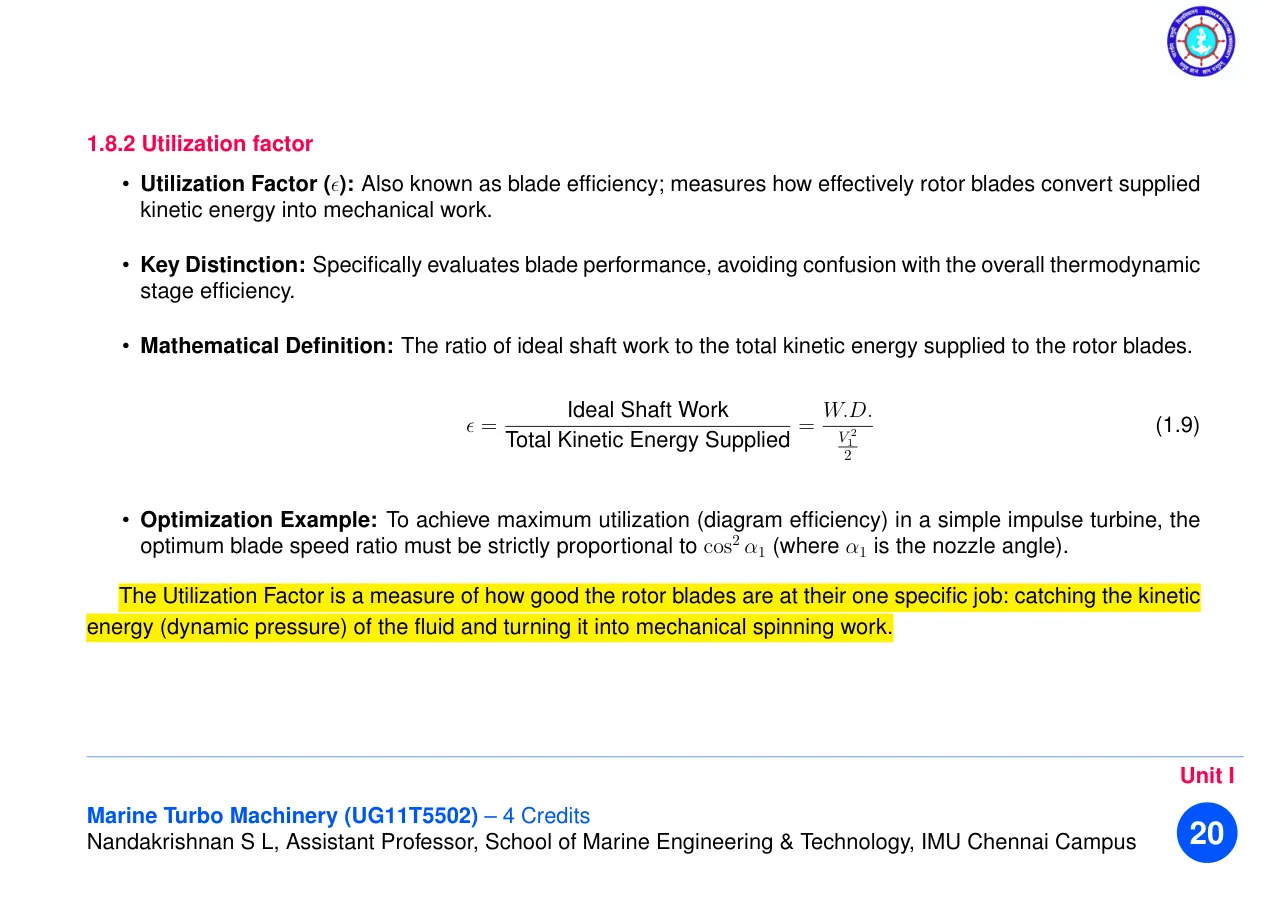 1.8.2 Utilization factor
• Utilization Factor (ϵ): Also known as blade efficiency; measures how effectively rotor blades convert supplied
kinetic energy into mechanical work.
• Key Distinction: Specifically evaluates blade performance, avoiding confusion with the overall thermodynamic
stage efficiency.
• Mathematical Definition: The ratio of ideal shaft work to the total kinetic energy supplied to the rotor blades.
ϵ = Ideal Shaft Work / Total Kinetic Energy Supplied = W.D. / (V₁²/2) (1.9)
• Optimization Example: To achieve maximum utilization (diagram efficiency) in a simple impulse turbine, the
optimum blade speed ratio must be strictly proportional to cos² α₁ (where α₁ is the nozzle angle).
The Utilization Factor is a measure of how good the rotor blades are at their one specific job: catching the kinetic
energy (dynamic pressure) of the fluid and turning it into mechanical spinning work.
Unit I
Marine Turbo Machinery (UG11T5502) – 4 Credits
Nandakrishnan S L, Assistant Professor, School of Marine Engineering & Technology, IMU Chennai Campus
20